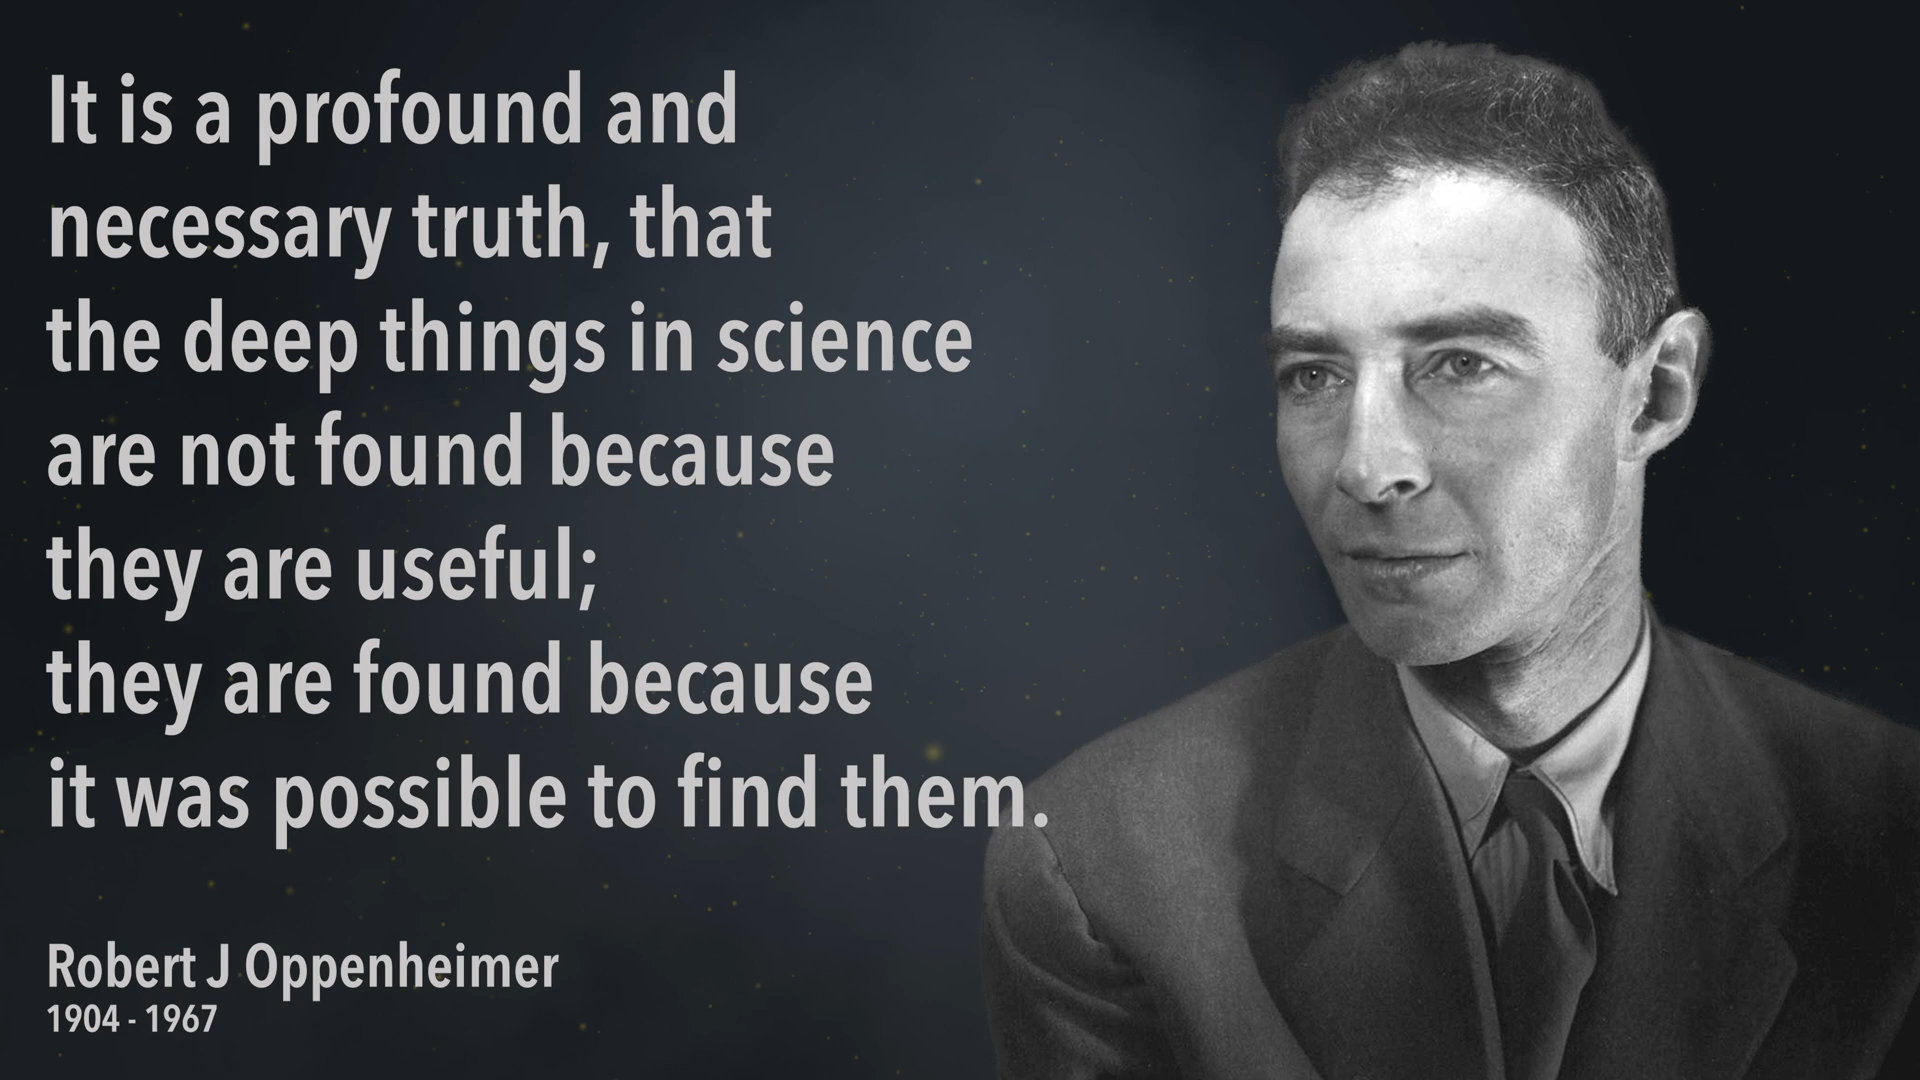 It is a profound and
necessary truth, that
the deep things in science
are not found because
they are useful;
they are found because
it was possible to find them.
Robert J Oppenheimer
1904 - 1967